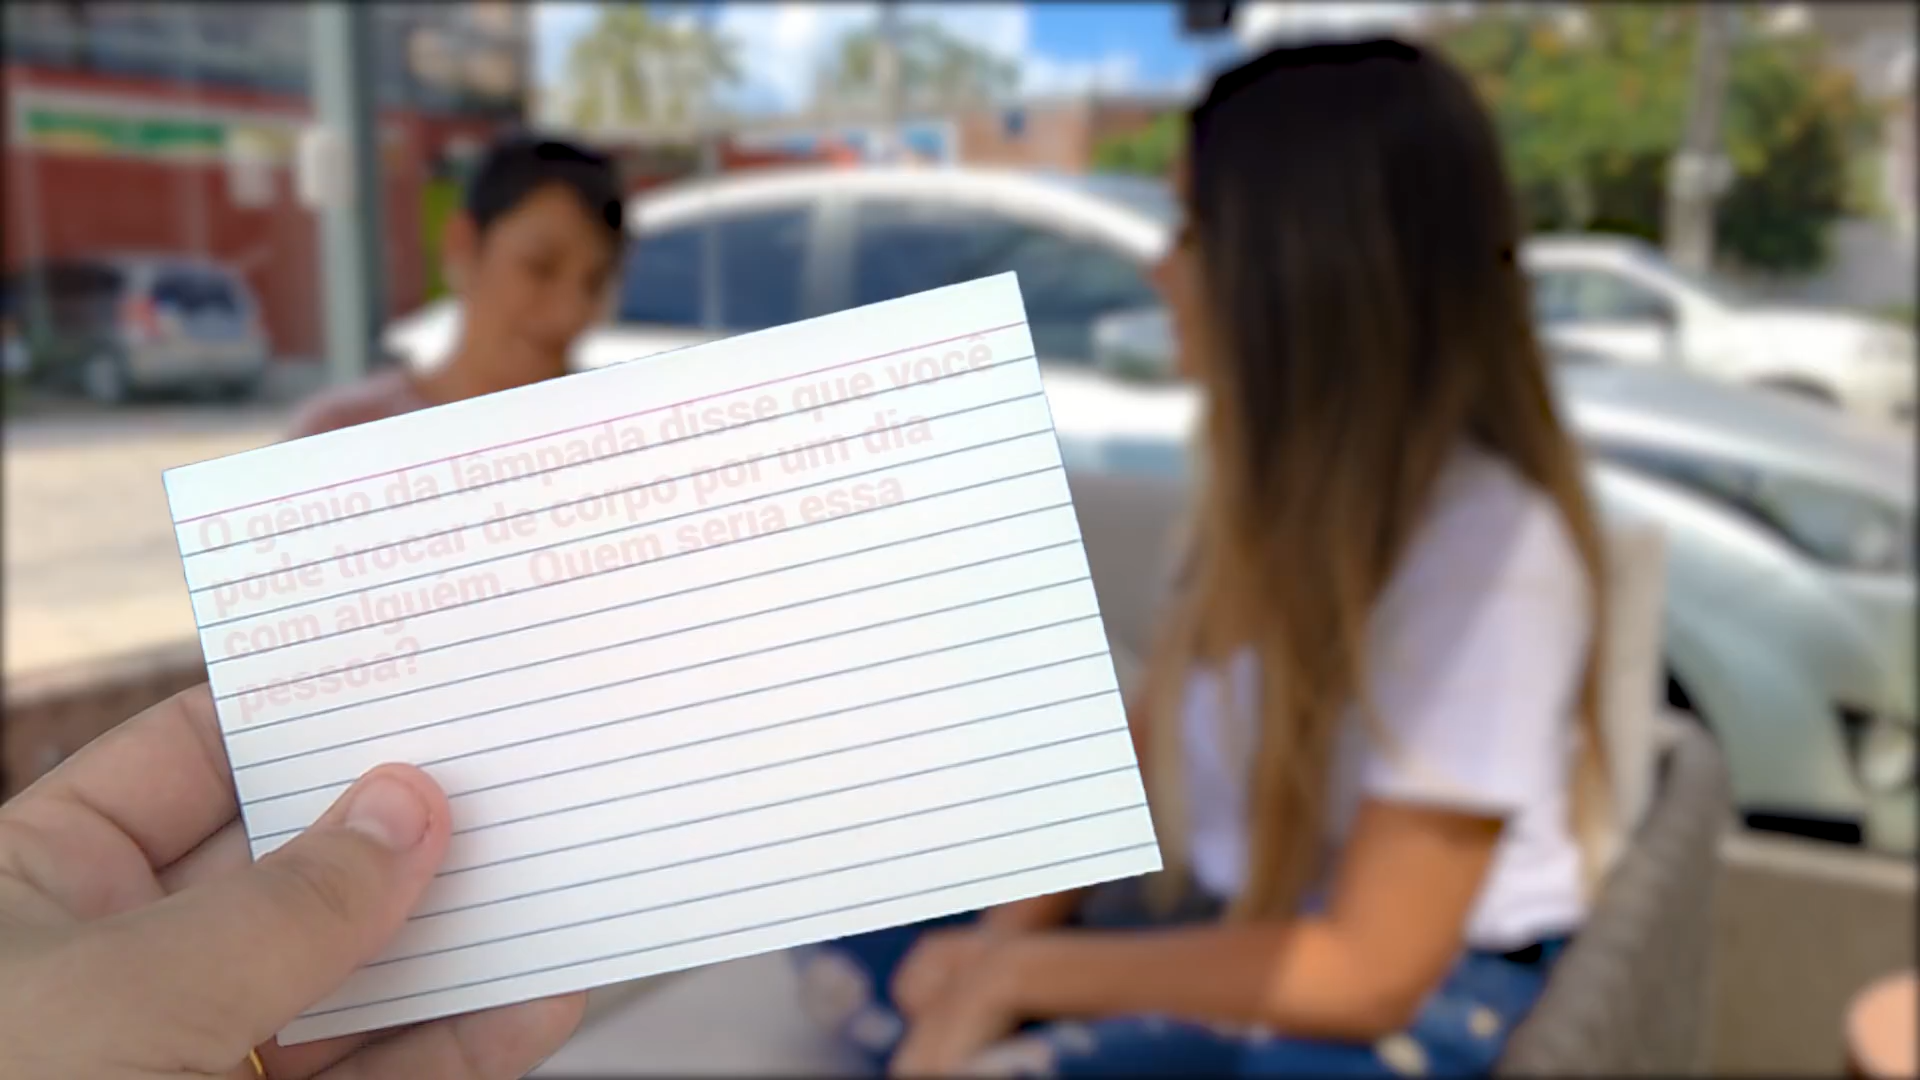 O gênio da lâmpada disse que você
pode trocar de corpo por um dia
com alguém. Quem seria essa
pessoa?